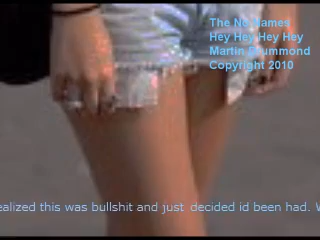 The No Names
Hey Hey Hey Hey
Martin Drummond
Copyright 2010
ealized this was bullshit and just decided id been had. W